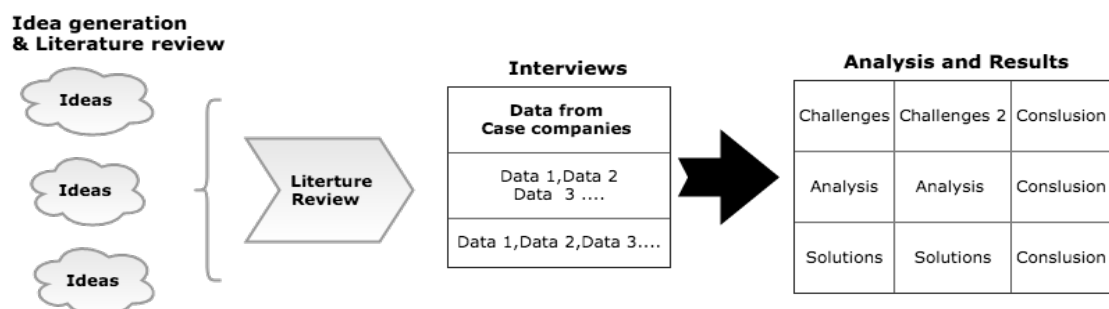 Idea generation
& Literature review
Ideas
Ideas
Ideas
Literture
Review
Interviews
Data from
Case companies
Data 1,Data 2
Data  3 ....
Data 1,Data 2,Data 3....
Analysis and Results
Challenges
Challenges 2
Conslusion
Analysis
Analysis
Conslusion
Solutions
Solutions
Conslusion